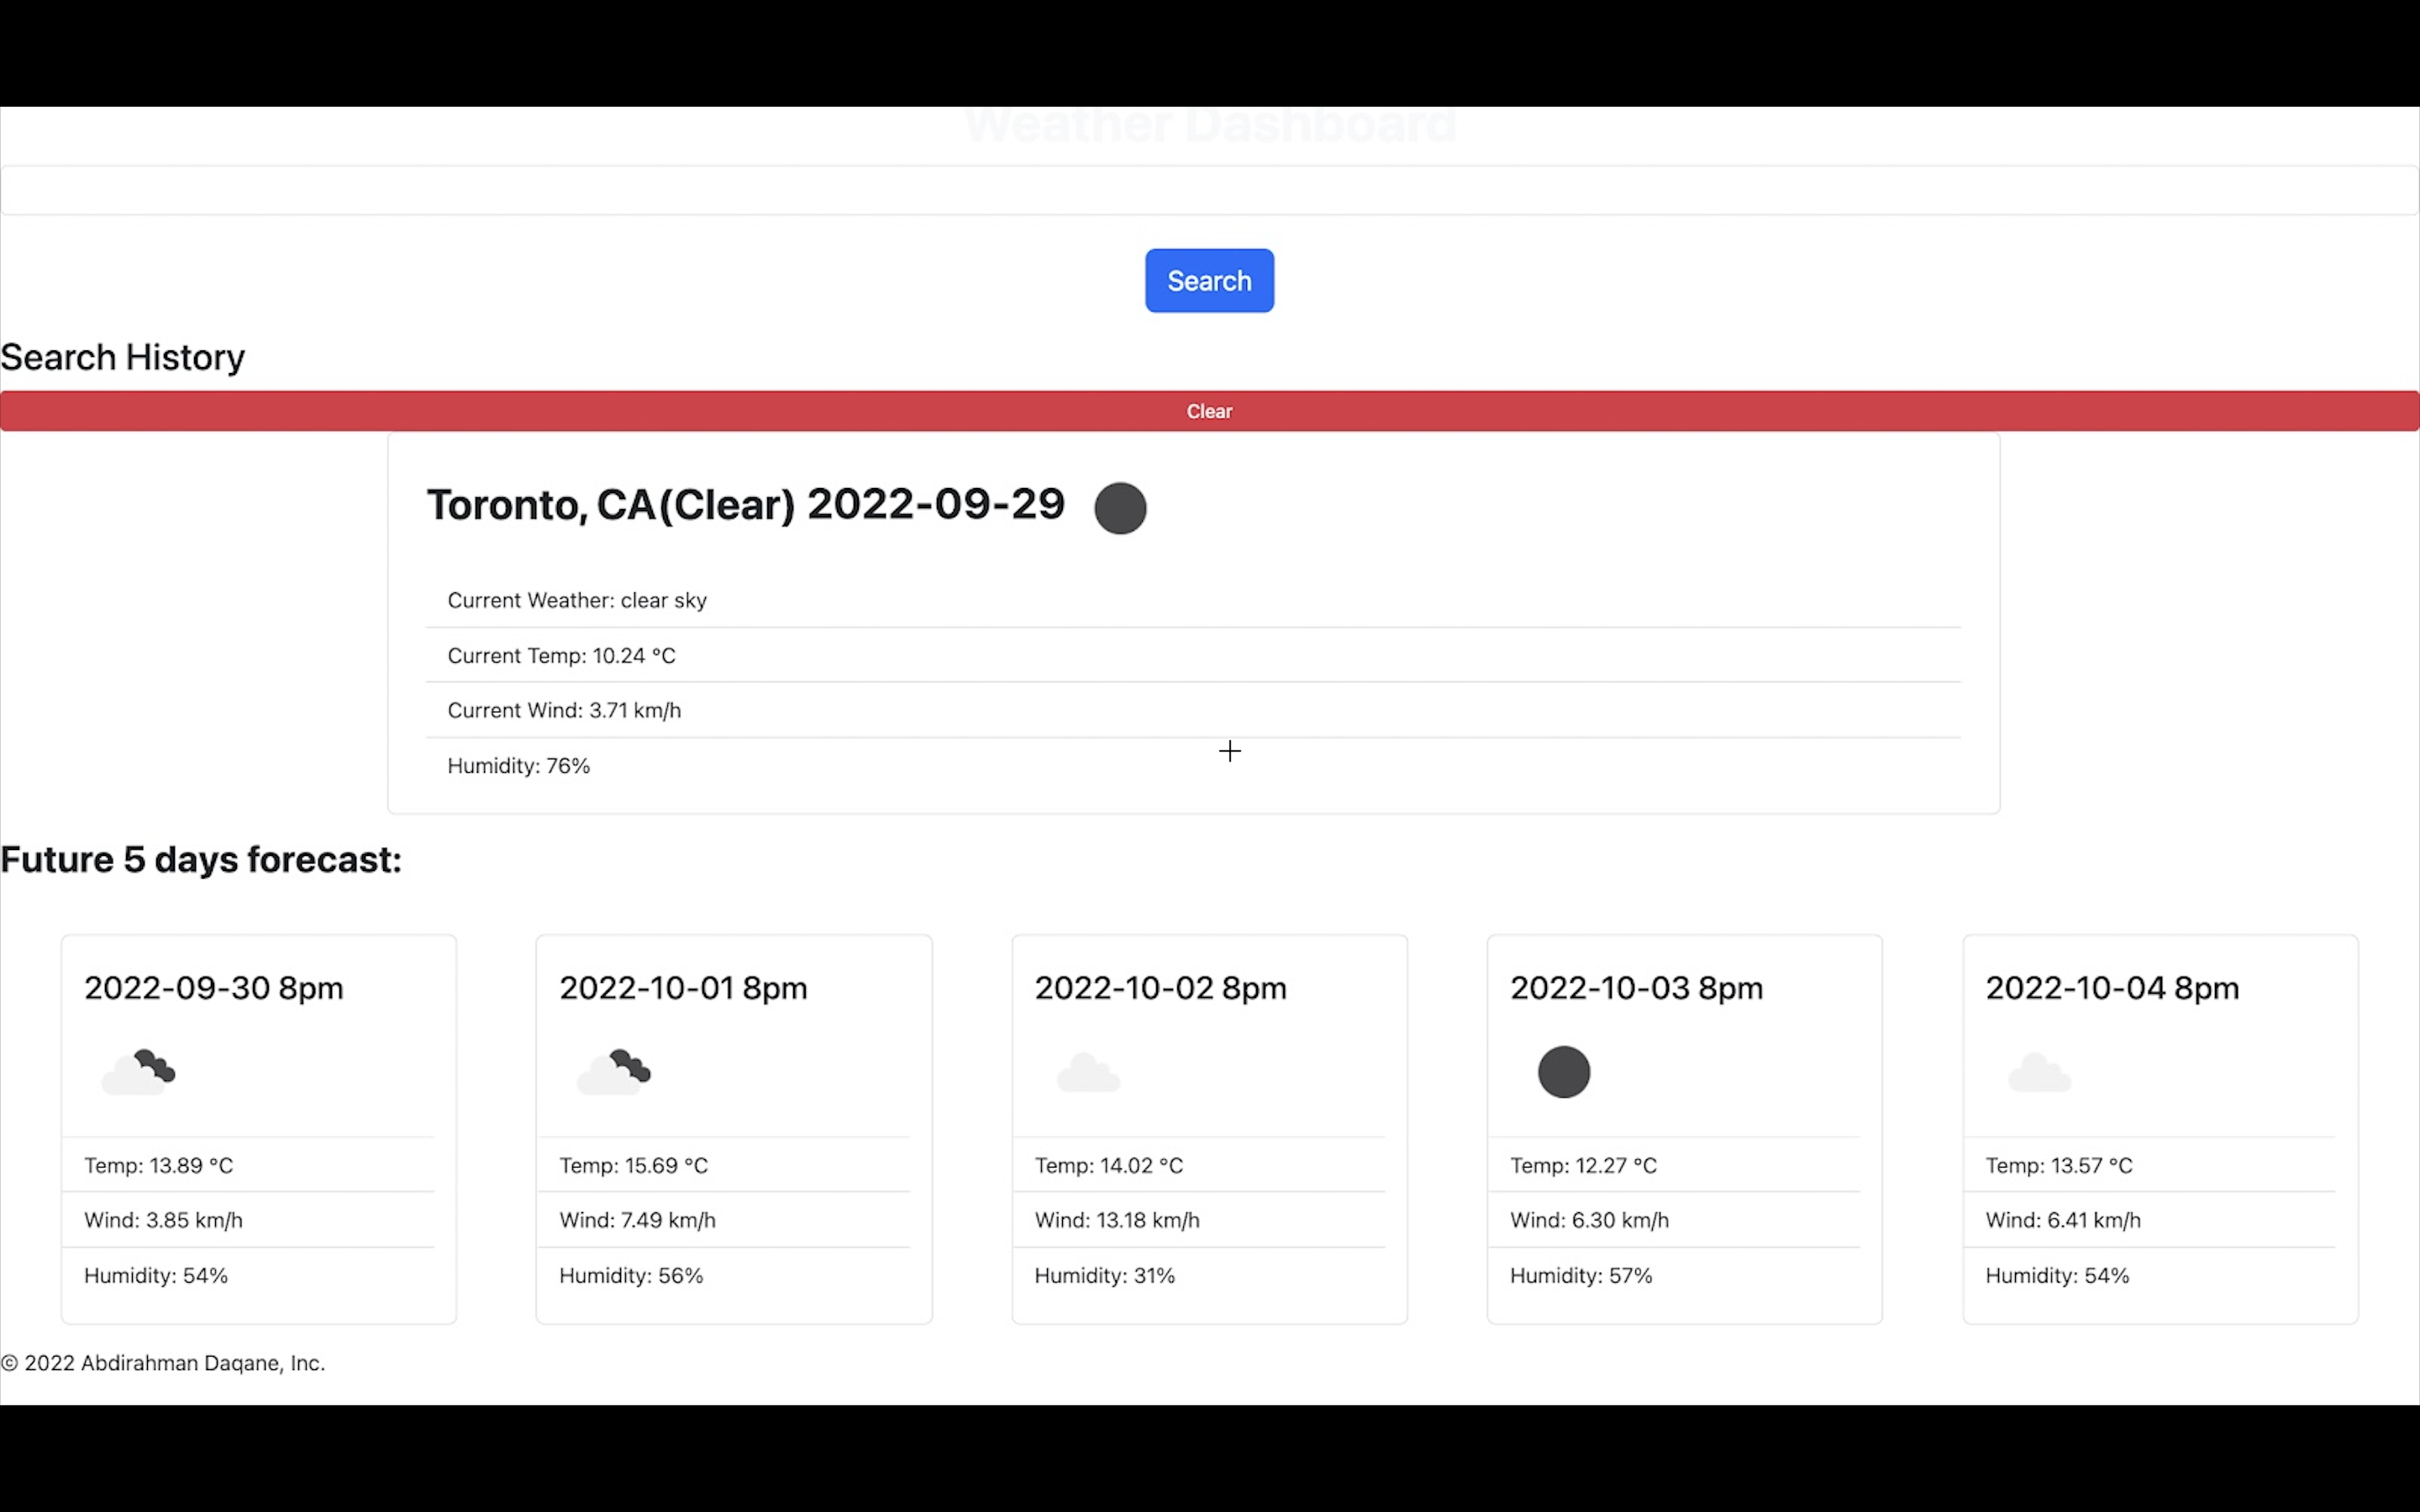 Weather Dashboard
Search
Search History
Clear
Toronto, CA(Clear) 2022-09-29
Current Weather: clear sky
Current Temp: 10.24 °C
Current Wind: 3.71 km/h
Humidity: 76%
Future 5 days forecast:
2022-09-30 8pm
Temp: 13.89 °C
Wind: 3.85 km/h
Humidity: 54%
2022-10-01 8pm
Temp: 15.69 °C
Wind: 7.49 km/h
Humidity: 56%
2022-10-02 8pm
Temp: 14.02 °C
Wind: 13.18 km/h
Humidity: 31%
2022-10-03 8pm
Temp: 12.27 °C
Wind: 6.30 km/h
Humidity: 57%
2022-10-04 8pm
Temp: 13.57 °C
Wind: 6.41 km/h
Humidity: 54%
© 2022 Abdirahman Daqane, Inc.